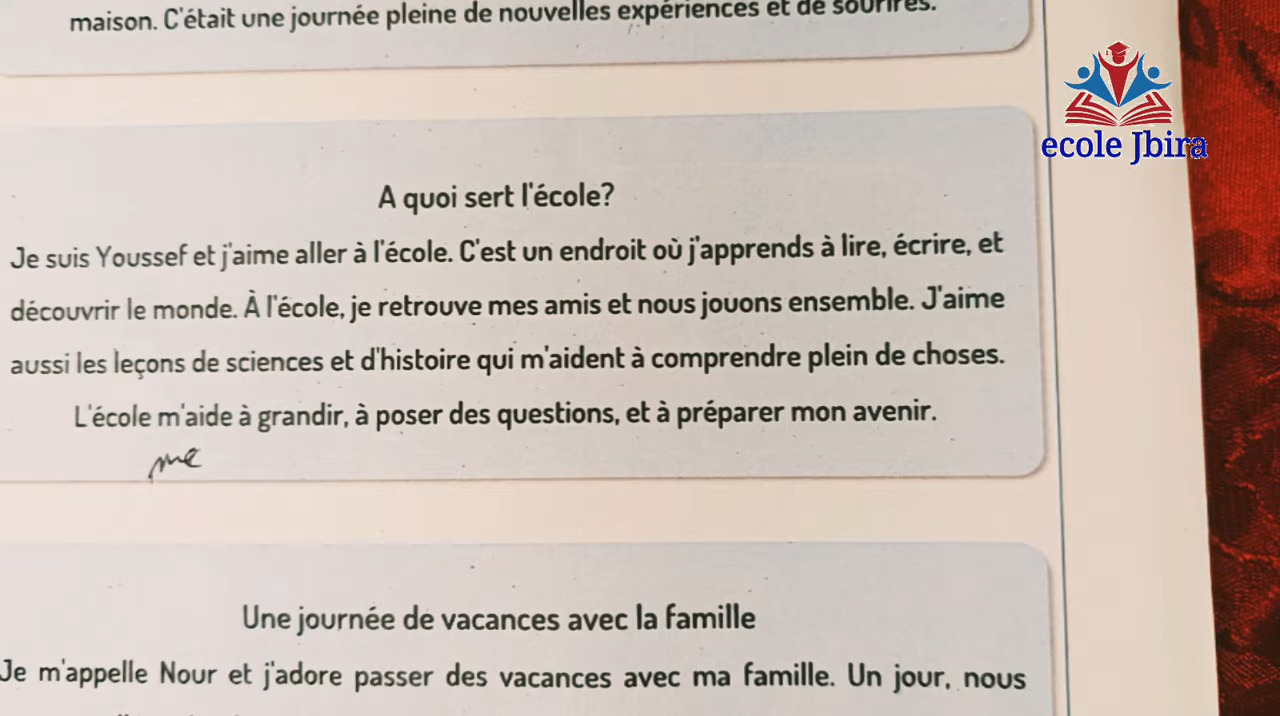 maison. C'était une journée pleine de nouvelles expériences et de sourires.
ecole Jbira
A quoi sert l'école?
Je suis Youssef et j'aime aller à l'école. C'est un endroit où j'apprends à lire, écrire, et
découvrir le monde. À l'école, je retrouve mes amis et nous jouons ensemble. J'aime
aussi les leçons de sciences et d'histoire qui m'aident à comprendre plein de choses.
L'école m'aide à grandir, à poser des questions, et à préparer mon avenir.
me
Une journée de vacances avec la famille
Je m'appelle Nour et j'adore passer des vacances avec ma famille. Un jour, nous